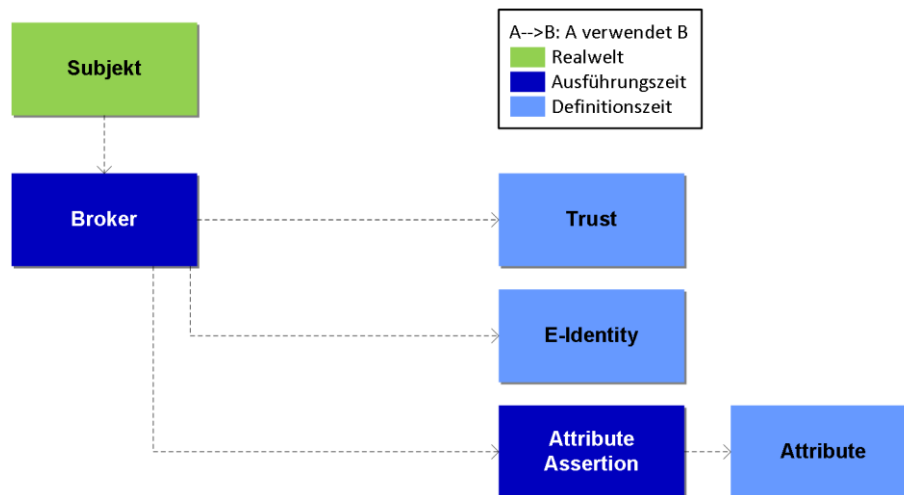 Subjekt
A-->B: A verwendet B
Realwelt
Ausführungszeit
Definitionszeit
Broker
Trust
E-Identity
Attribute
Assertion
Attribute